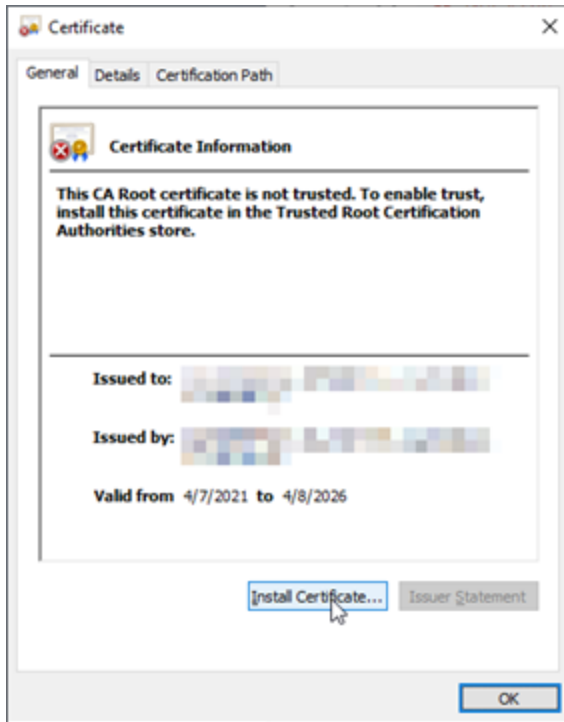 Certificate
General Details Certification Path
Certificate Information
This CA Root certificate is not trusted. To enable trust,
install this certificate in the Trusted Root Certification
Authorities store.
Issued to:
Issued by:
Valid from 4/7/2021 to 4/8/2026
Install Certificate... Issuer Statement
OK